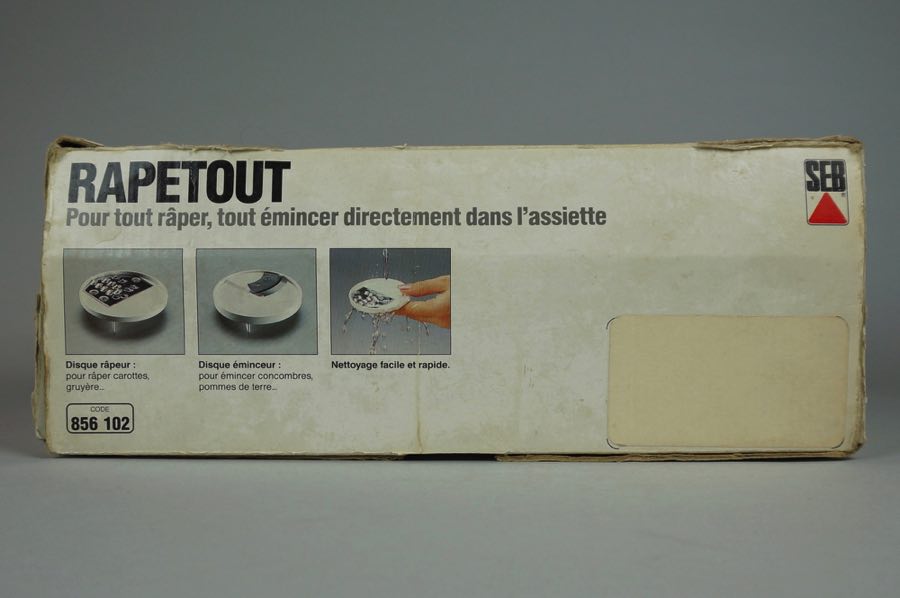 RAPETOUT
Pour tout râper, tout émincer directement dans l'assiette
SEB
®
Disque râpeur :
pour râper carottes,
gruyère...
Disque éminceur :
pour émincer concombres,
pommes de terre...
Nettoyage facile et rapide.
CODE
856 102